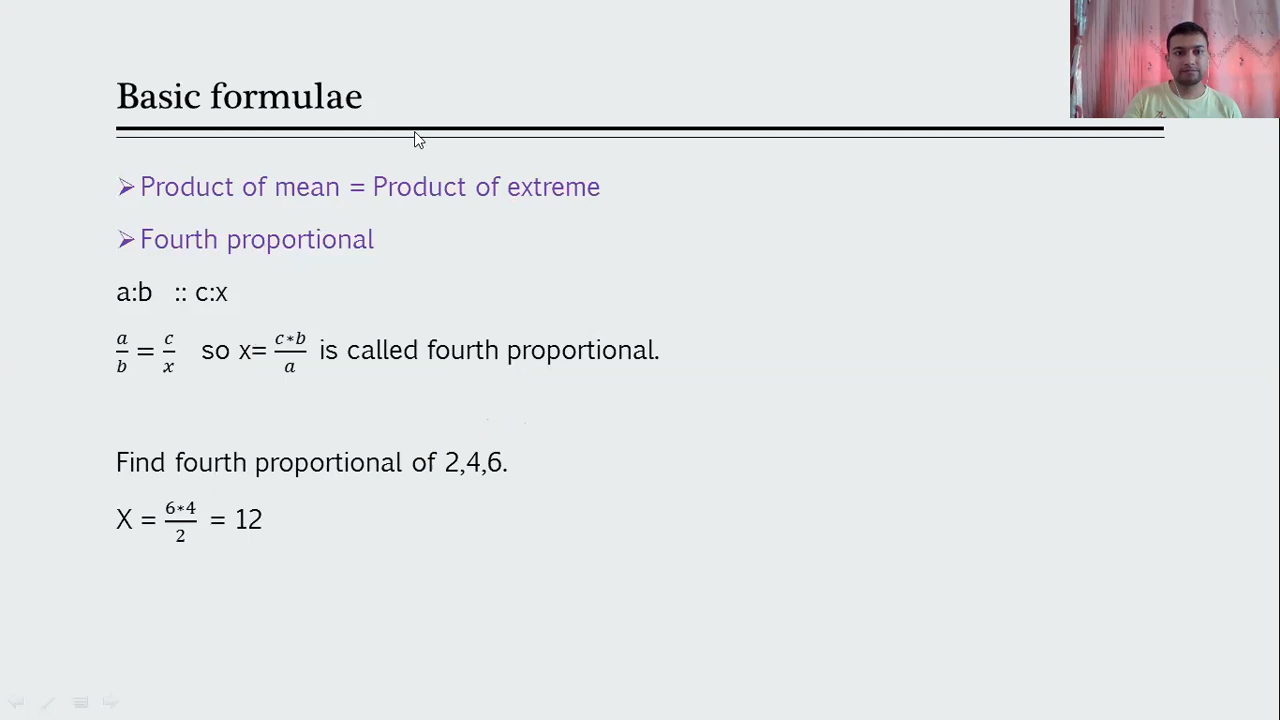 Basic formulae
➢Product of mean = Product of extreme
➢Fourth proportional
a:b :: c:x
a/b = c/x so x= c∗b/a is called fourth proportional.
Find fourth proportional of 2,4,6.
X = 6∗4/2 = 12